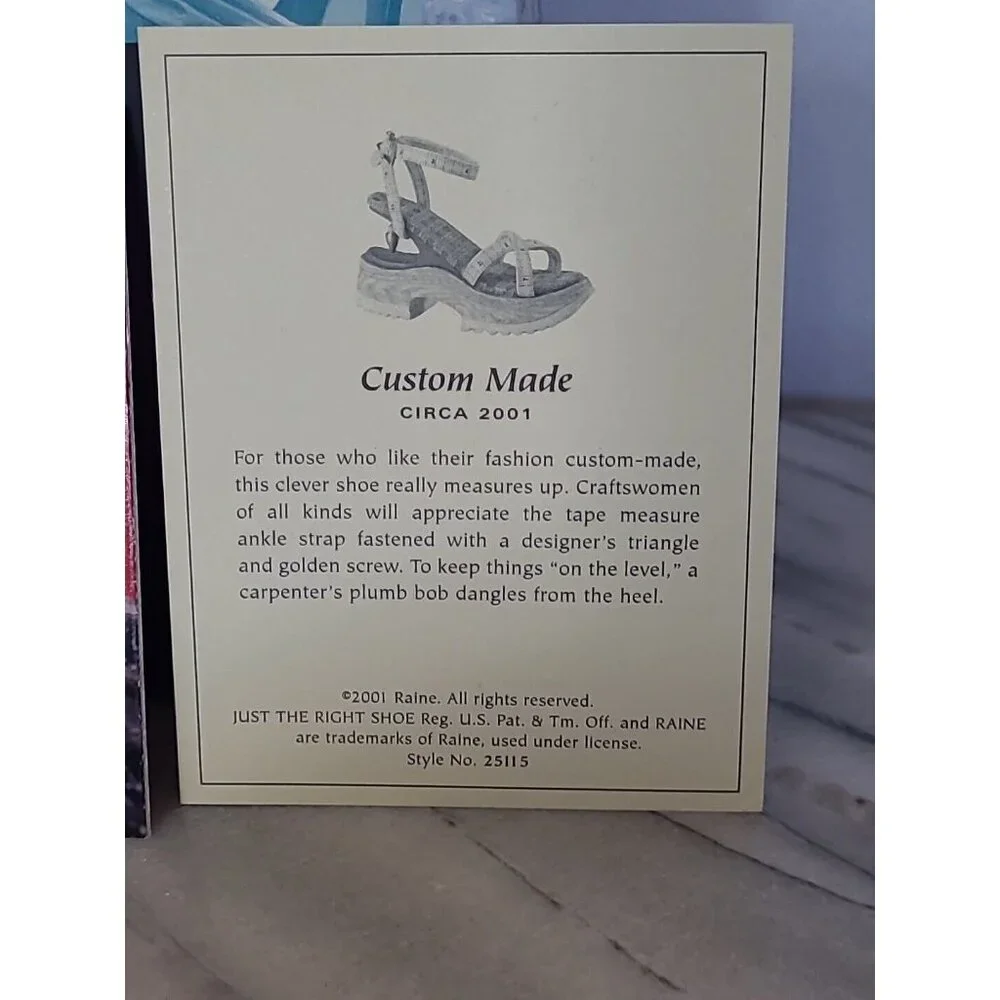 Custom Made
CIRCA 2001
For those who like their fashion custom-made,
this clever shoe really measures up. Craftswomen
of all kinds will appreciate the tape measure
ankle strap fastened with a designer's triangle
and golden screw. To keep things "on the level," a
carpenter's plumb bob dangles from the heel.
©2001 Raine. All rights reserved.
JUST THE RIGHT SHOE Reg. U.S. Pat. & Tm. Off. and RAINE
are trademarks of Raine, used under license.
Style No. 25115